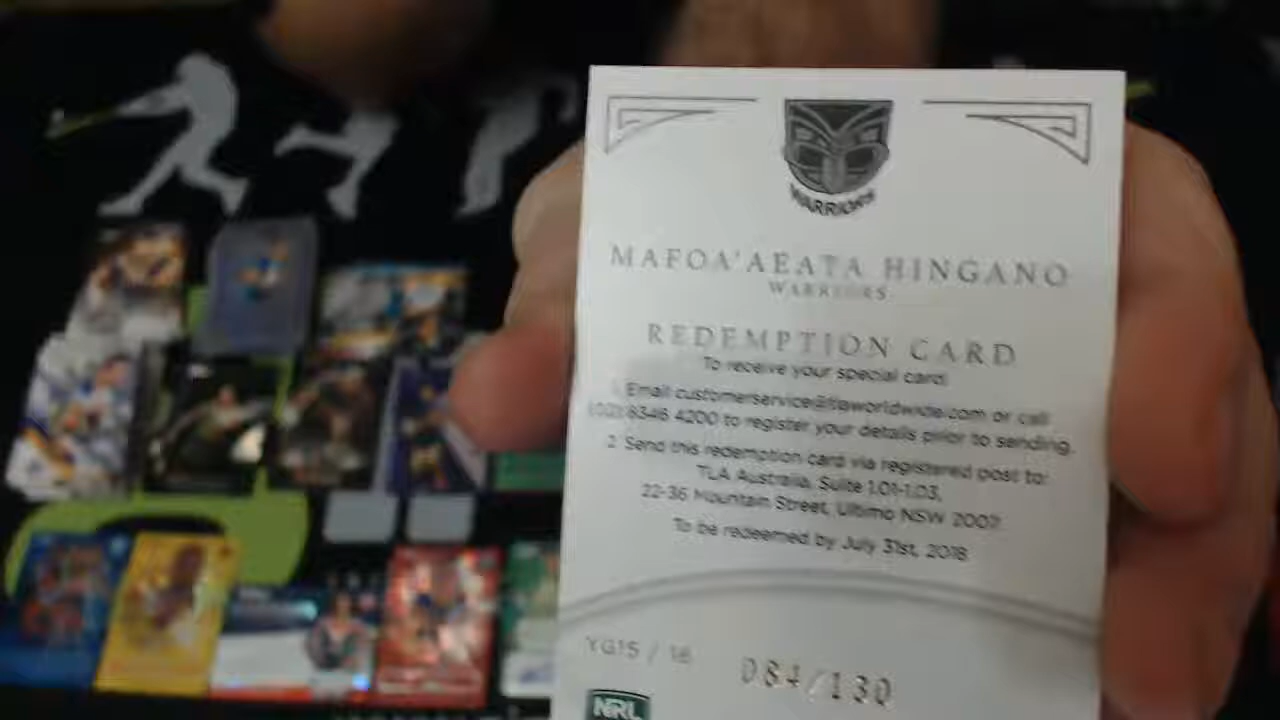 WARRIORS
MAFOA'AEATA HINGANO
WARRIORS
REDEMPTION CARD
To receive your special card:
1. Email customerservice@tlaworldwide.com or call
(02) 8346 4200 to register your details prior to sending.
2. Send this redemption card via registered post to:
TLA Australia, Suite 1.01-1.03,
22-36 Mountain Street, Ultimo NSW 2007
To be redeemed by July 31st, 2018
YG15 / 16
084/130
NRL